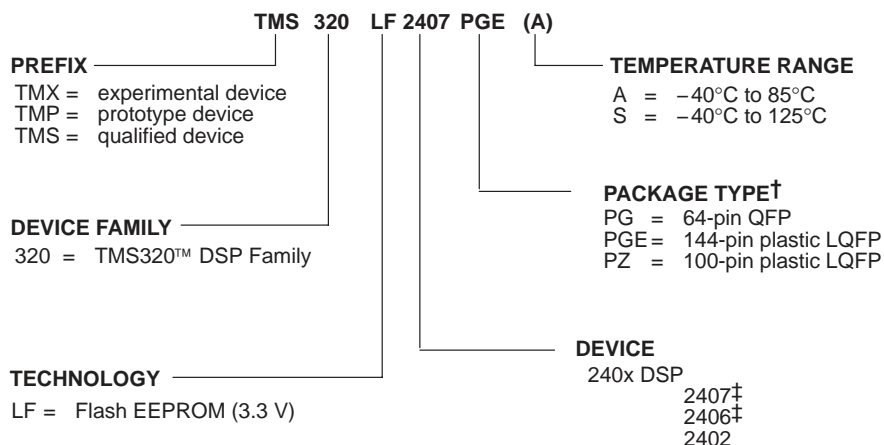 TMS 320 LF 2407 PGE (A)
PREFIX
TMX = experimental device
TMP = prototype device
TMS = qualified device
TEMPERATURE RANGE
A = −40°C to 85°C
S = −40°C to 125°C
PACKAGE TYPE†
PG = 64-pin QFP
PGE = 144-pin plastic LQFP
PZ = 100-pin plastic LQFP
DEVICE FAMILY
320 = TMS320™ DSP Family
TECHNOLOGY
LF = Flash EEPROM (3.3 V)
DEVICE
240x DSP
2407‡
2406‡
2402